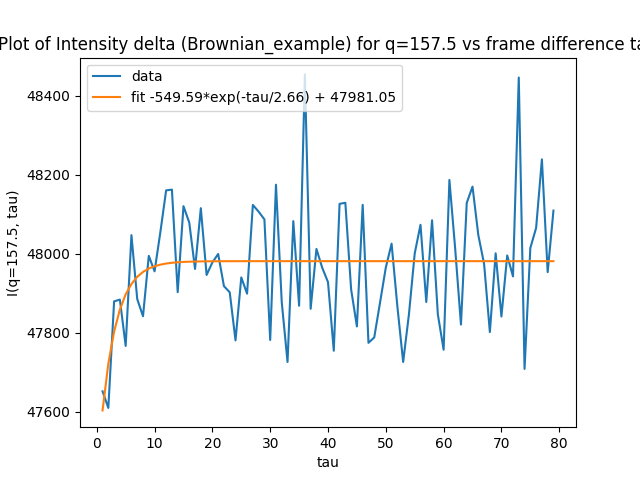 Plot of Intensity delta (Brownian_example) for q=157.5 vs frame difference
data
fit -549.59*exp(-tau/2.66) + 47981.05
48400
48200
48000
47800
47600
I(q=157.5, tau)
0 10 20 30 40 50 60 70 80
tau